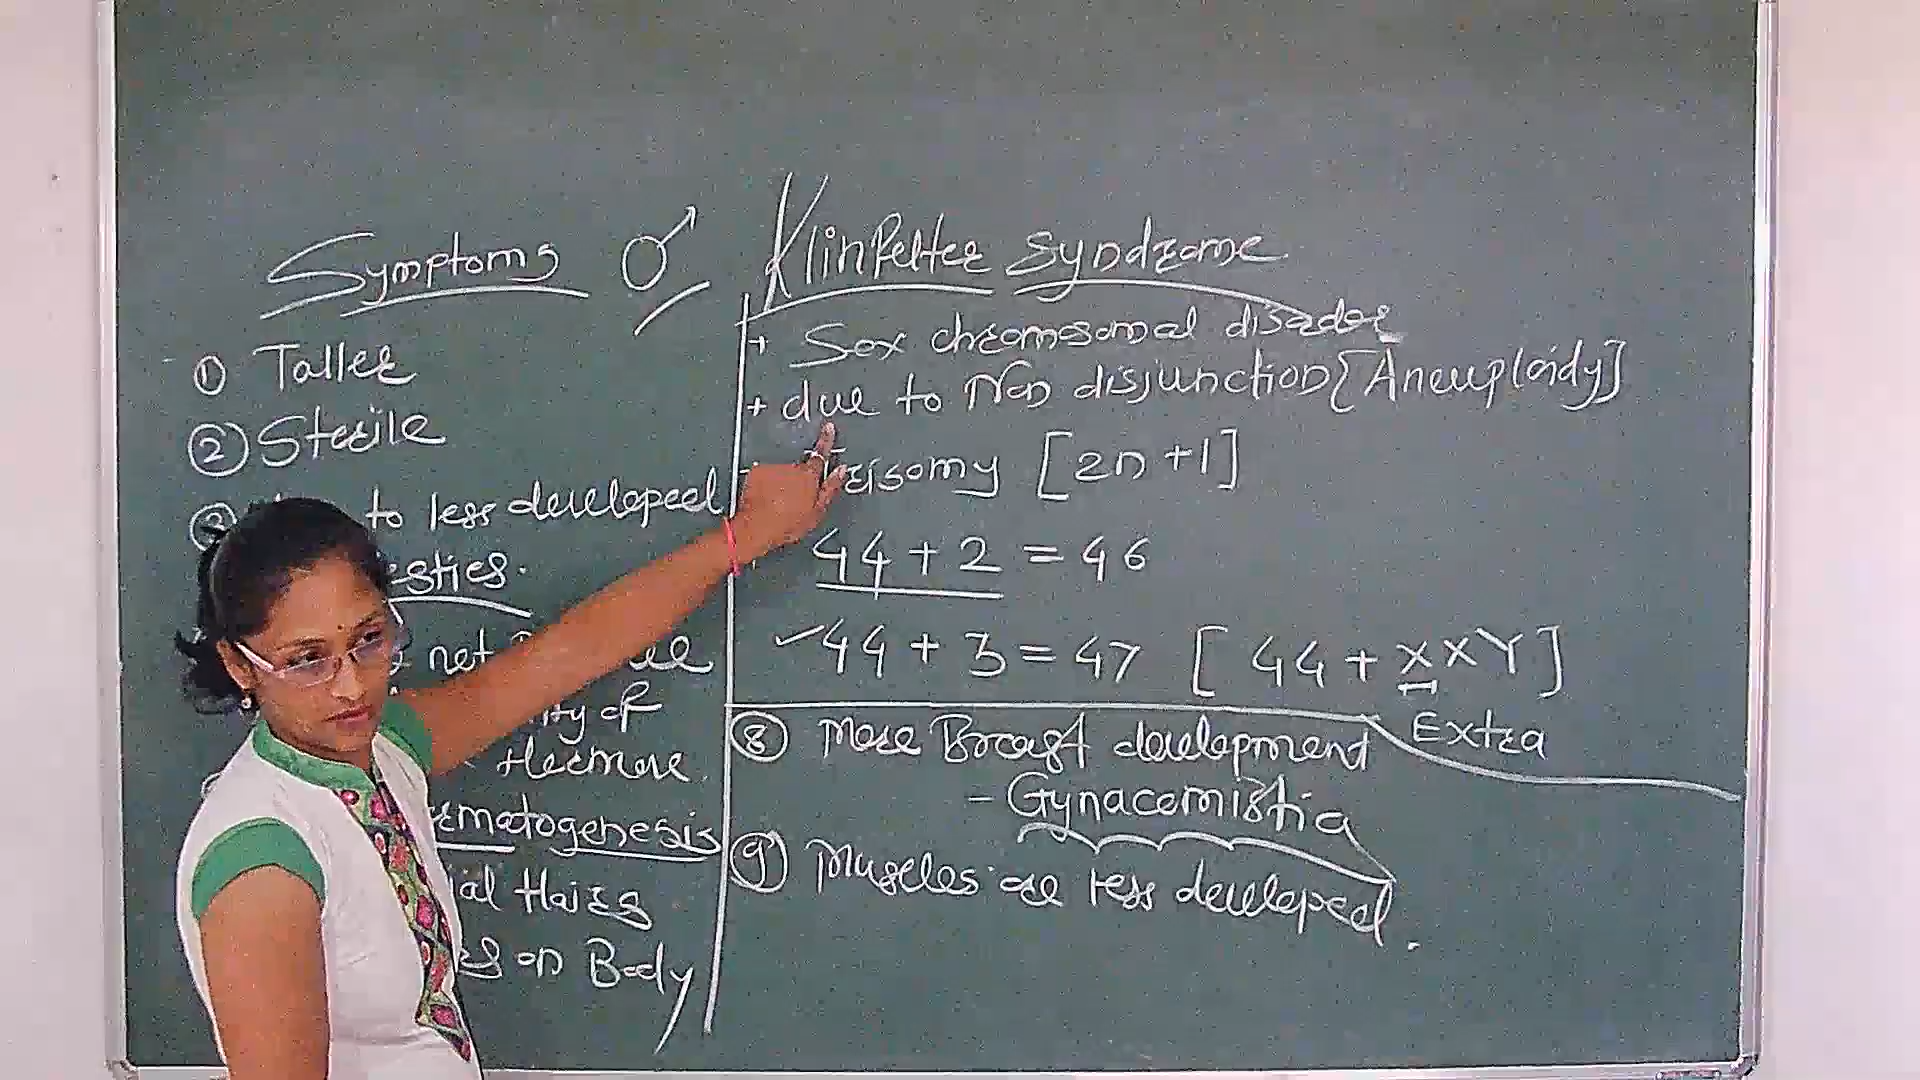 Symptoms ♂
① Taller
② Sterile
to less developed
net
ity of
Hormone
ematogenesis
ial Hairs
on Body
Klinfelter Syndrome
+ Sex chromosomal disorder
+ due to Non disjunction [Aneuploidy]
Trisomy [2n+1]
44 + 2 = 46
✓ 44 + 3 = 47 [ 44 + XXY ]
Extra
⑧ More Breast development
- Gynacomistia
⑨ Muscles are less developed.